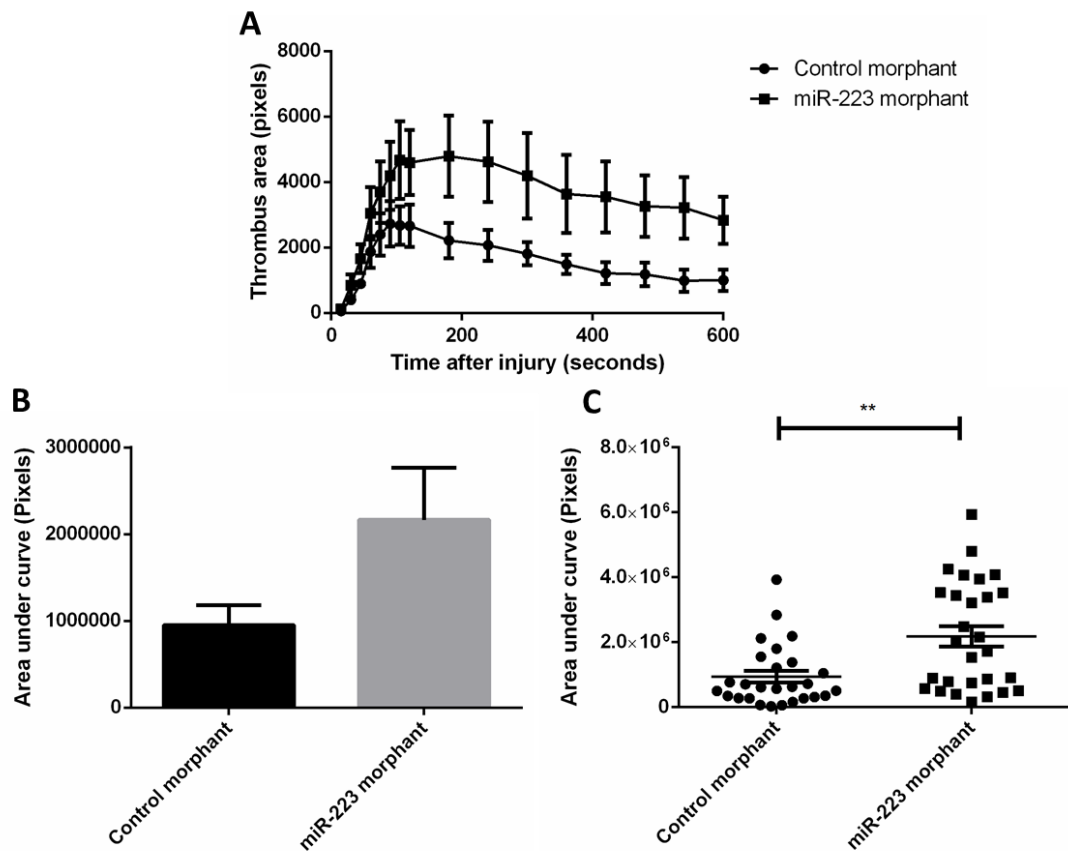 A
Thrombus area (pixels)
8000
6000
4000
2000
0
0 200 400 600
Time after injury (seconds)
Control morphant
miR-223 morphant
B
Area under curve (Pixels)
3000000
2000000
1000000
0
Control morphant
miR-223 morphant
C
**
Area under curve (Pixels)
8.0×10⁶
6.0×10⁶
4.0×10⁶
2.0×10⁶
0
Control morphant
miR-223 morphant